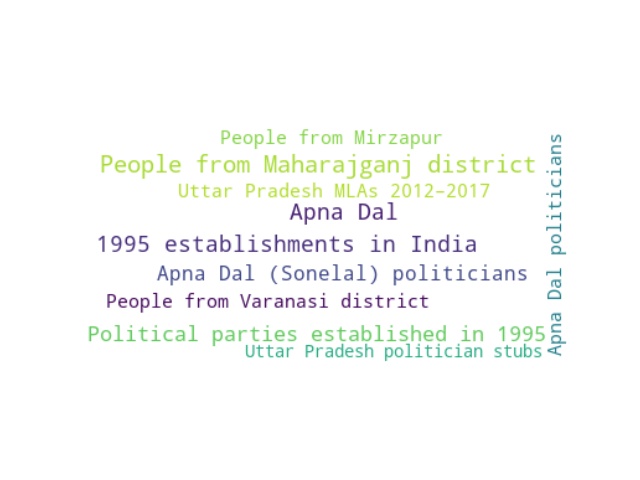 People from Mirzapur
People from Maharajganj district
Uttar Pradesh MLAs 2012–2017
Apna Dal
1995 establishments in India
Apna Dal (Sonelal) politicians
People from Varanasi district
Political parties established in 1995
Uttar Pradesh politician stubs
Apna Dal politicians